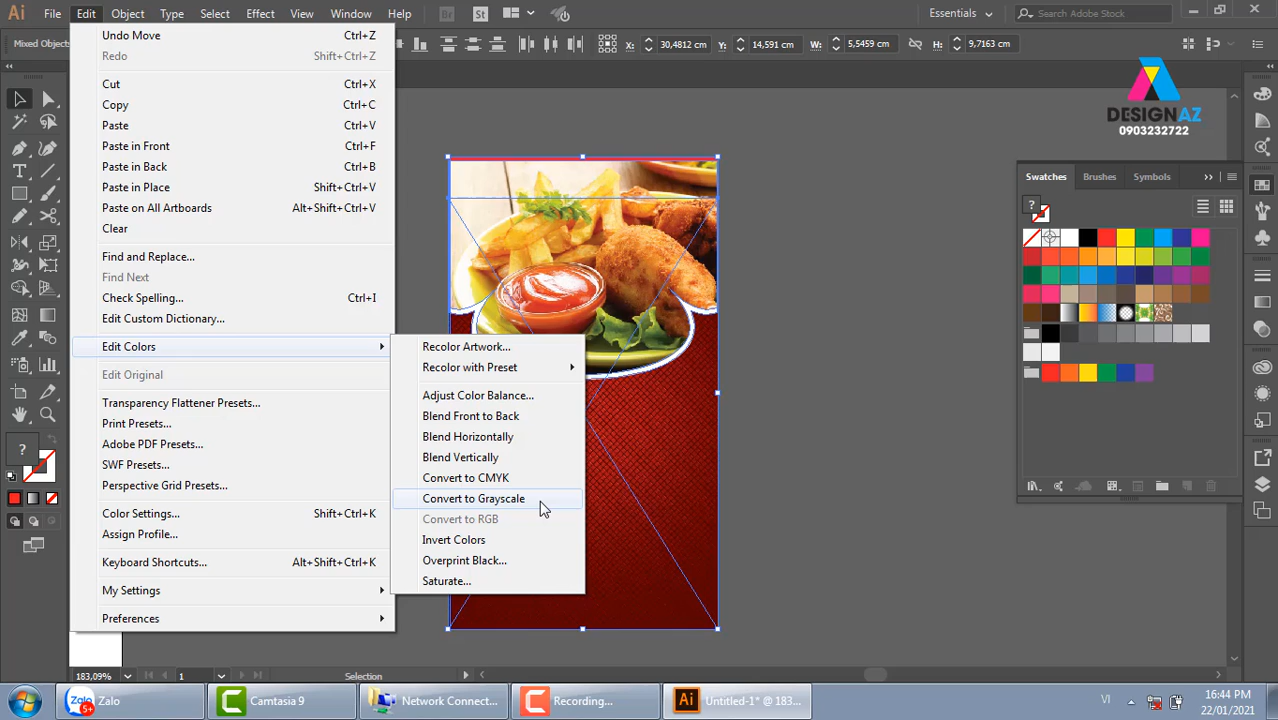 Ai File Edit Object Type Select Effect View Window Help Br St Essentials Search Adobe Stock
Mixed Objects X: 30,4812 cm Y: 14,591 cm W: 5,5459 cm H: 9,7163 cm
Undo Move Ctrl+Z
Redo Shift+Ctrl+Z
Cut Ctrl+X
Copy Ctrl+C
Paste Ctrl+V
Paste in Front Ctrl+F
Paste in Back Ctrl+B
Paste in Place Shift+Ctrl+V
Paste on All Artboards Alt+Shift+Ctrl+V
Clear
Find and Replace...
Find Next
Check Spelling... Ctrl+I
Edit Custom Dictionary...
Edit Colors
Edit Original
Transparency Flattener Presets...
Print Presets...
Adobe PDF Presets...
SWF Presets...
Perspective Grid Presets...
Color Settings... Shift+Ctrl+K
Assign Profile...
Keyboard Shortcuts... Alt+Shift+Ctrl+K
My Settings
Preferences
Recolor Artwork...
Recolor with Preset
Adjust Color Balance...
Blend Front to Back
Blend Horizontally
Blend Vertically
Convert to CMYK
Convert to Grayscale
Convert to RGB
Invert Colors
Overprint Black...
Saturate...
DESIGNAZ
0903232722
Swatches Brushes Symbols
?
?
183,09% 1 Selection
Zalo 5+ Zalo Camtasia 9 Network Connect... Recording... Ai Untitled-1* @ 183... VI 16:44 PM
22/01/2021